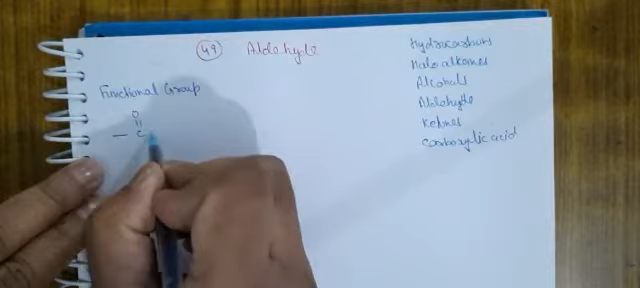 49 Aldehyde
Hydrocarbons
Halo alkanes
Alcohols
Aldehyde
Ketones
Carboxylic acid
Functional Group
O
||
— C